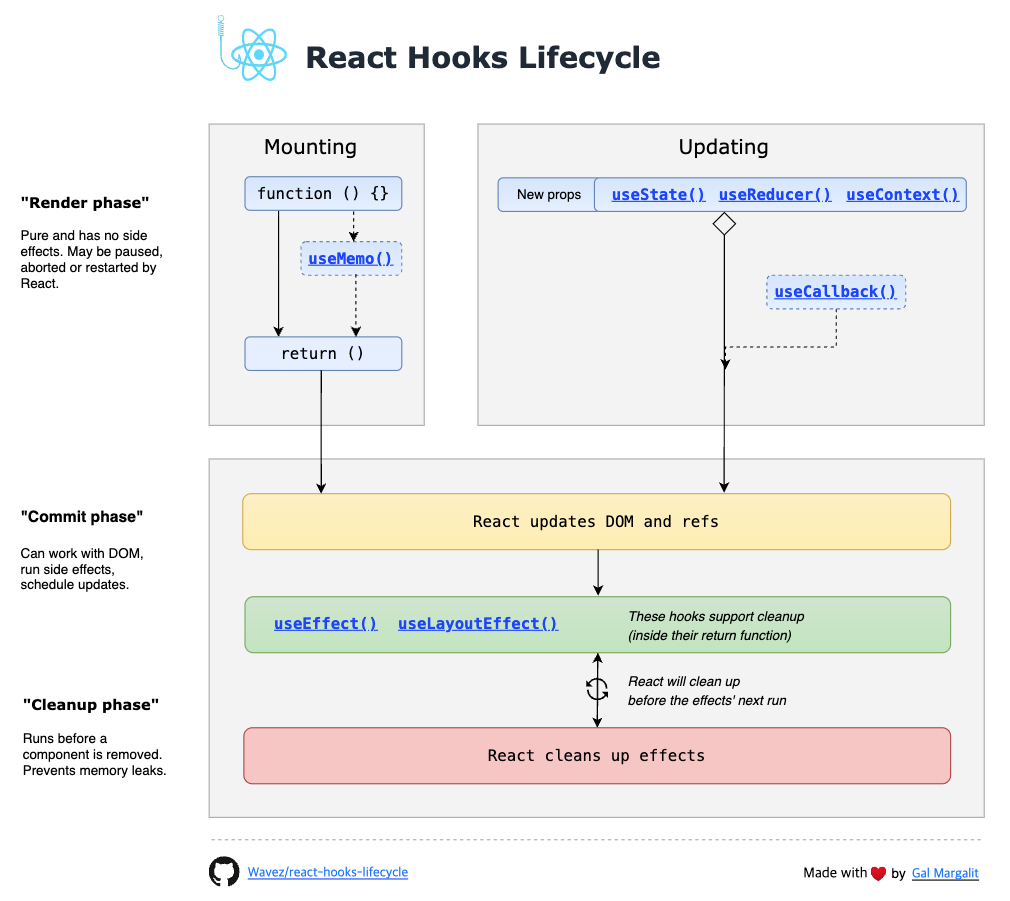 React Hooks Lifecycle
Mounting
Updating
"Render phase"
Pure and has no side
effects. May be paused,
aborted or restarted by
React.
function () {}
useMemo()
return ()
New props
useState() useReducer() useContext()
useCallback()
"Commit phase"
Can work with DOM,
run side effects,
schedule updates.
React updates DOM and refs
useEffect() useLayoutEffect()
These hooks support cleanup
(inside their return function)
React will clean up
before the effects' next run
"Cleanup phase"
Runs before a
component is removed.
Prevents memory leaks.
React cleans up effects
Wavez/react-hooks-lifecycle
Made with ❤️ by Gal Margalit